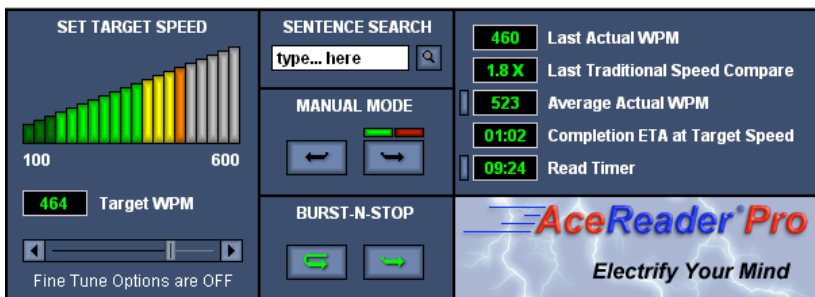 SET TARGET SPEED
100 600
464 Target WPM
Fine Tune Options are OFF
SENTENCE SEARCH
type... here
MANUAL MODE
BURST-N-STOP
460 Last Actual WPM
1.8 X Last Traditional Speed Compare
523 Average Actual WPM
01:02 Completion ETA at Target Speed
09:24 Read Timer
AceReader® Pro
Electrify Your Mind